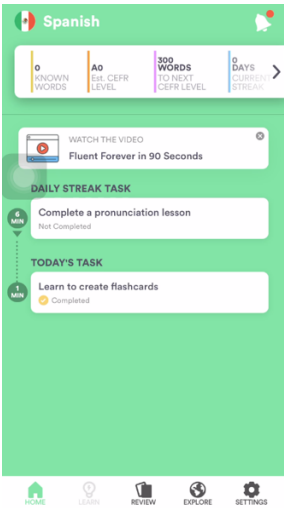 Spanish
0
KNOWN
WORDS
A0
Est. CEFR
LEVEL
300
WORDS
TO NEXT
CEFR LEVEL
0
DAYS
CURRENT
STREAK
WATCH THE VIDEO
Fluent Forever in 90 Seconds
DAILY STREAK TASK
6
MIN
Complete a pronunciation lesson
Not Completed
TODAY'S TASK
1
MIN
Learn to create flashcards
Completed
HOME
LEARN
REVIEW
EXPLORE
SETTINGS